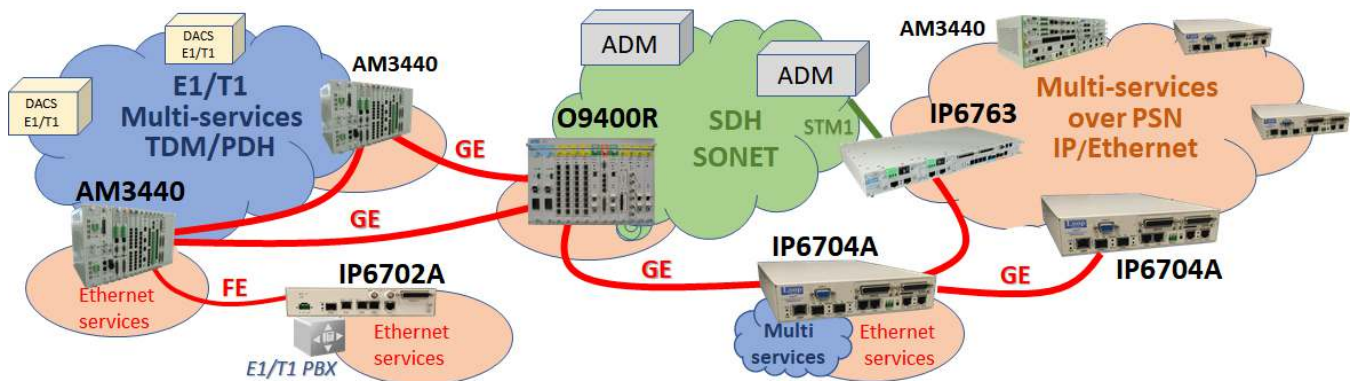 DACS
E1/T1
DACS
E1/T1
E1/T1
Multi-services
TDM/PDH
AM3440
AM3440
GE
GE
FE
Ethernet
services
IP6702A
E1/T1 PBX
Ethernet
services
ADM
ADM
O9400R
SDH
SONET
STM1
GE
IP6763
AM3440
Multi-services
over PSN
IP/Ethernet
IP6704A
Loop
Multi
services
Ethernet
services
GE
Loop
IP6704A